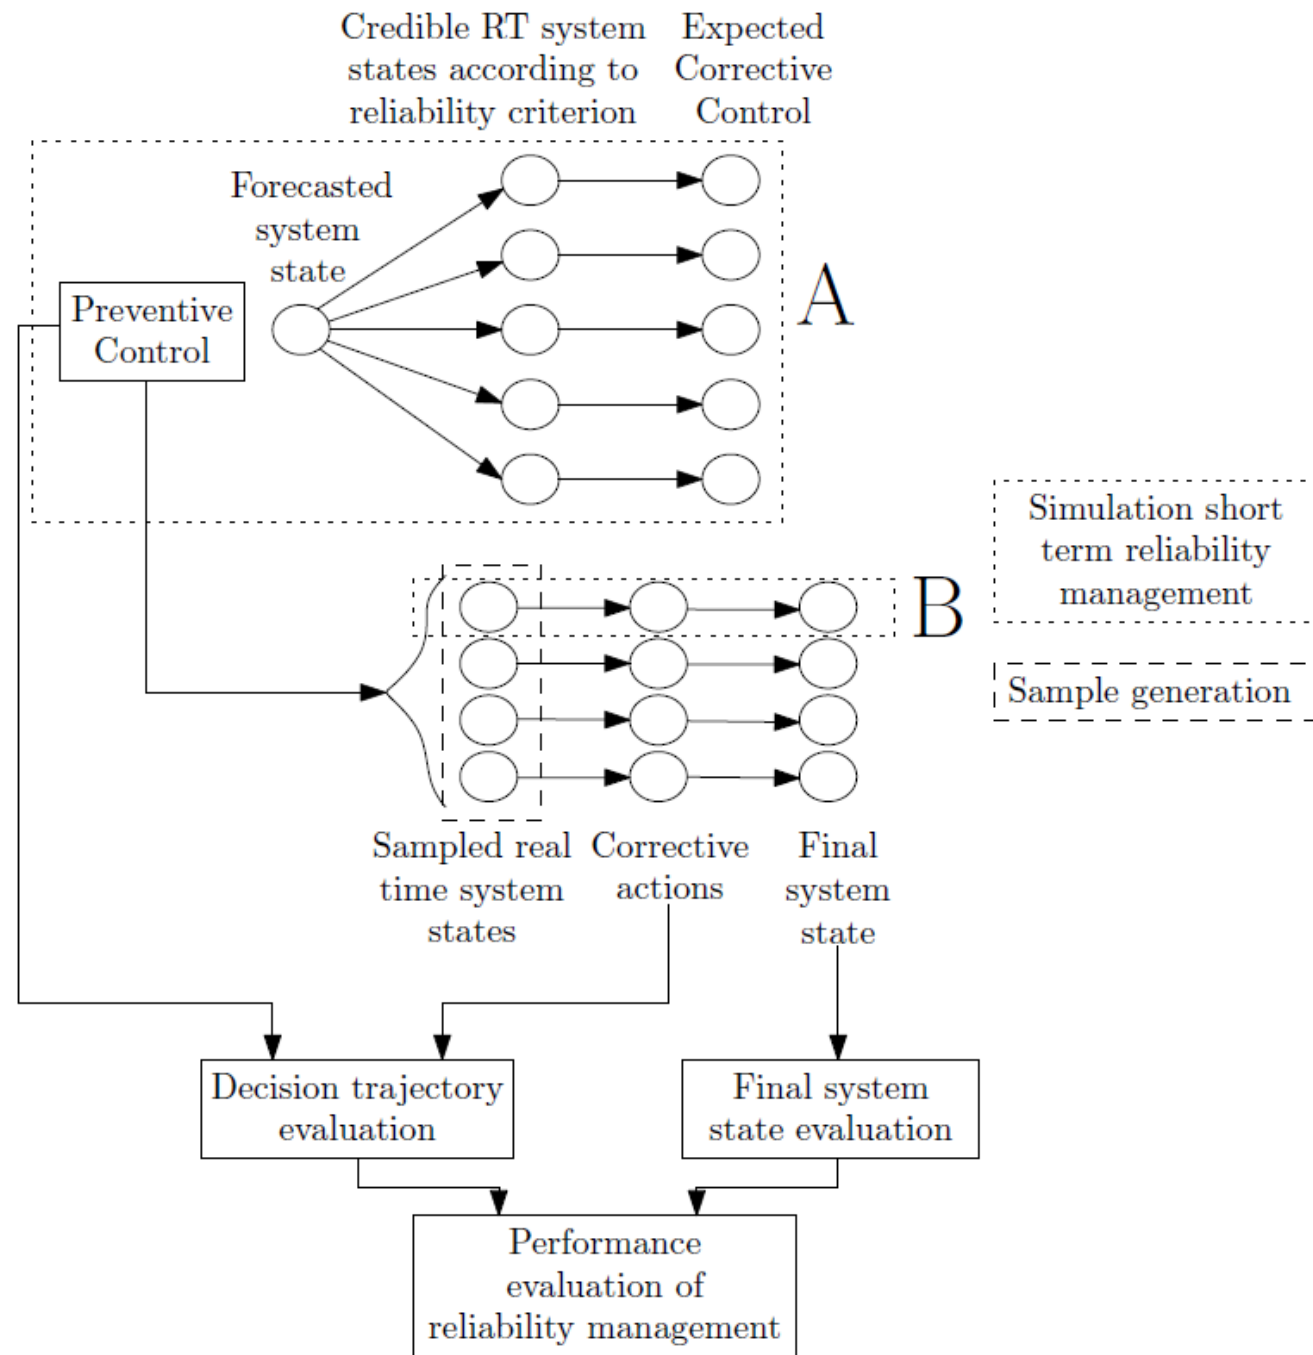 Credible RT system
states according to
reliability criterion
Expected
Corrective
Control
Forecasted
system
state
Preventive
Control
A
Simulation short
term reliability
management
B
Sample generation
Sampled real
time system
states
Corrective
actions
Final
system
state
Decision trajectory
evaluation
Final system
state evaluation
Performance
evaluation of
reliability management